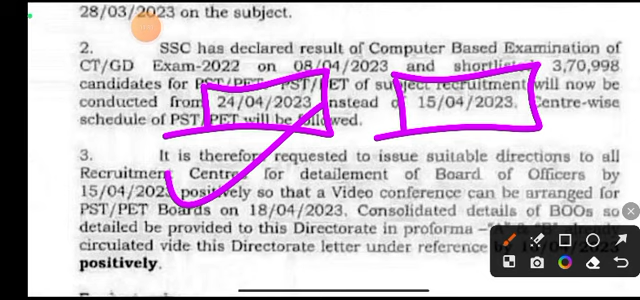 28/03/2023 on the subject.
2. SSC has declared result of Computer Based Examination of
CT/GD Exam-2022 on 08/04/2023 and shortlisted 3,70,998
candidates for PST/PET. PST/PET of subject recruitment will now be
conducted from 24/04/2023 instead of 15/04/2023. Centre-wise
schedule of PST/PET will be followed.
3. It is therefore requested to issue suitable directions to all
Recruitment Centre for detailement of Board of Officers by
15/04/2023 positively so that a Video conference can be arranged for
PST/PET Boards on 18/04/2023. Consolidated details of BOOs so
detailed be provided to this Directorate in proforma
circulated vide this Directorate letter under reference
positively.